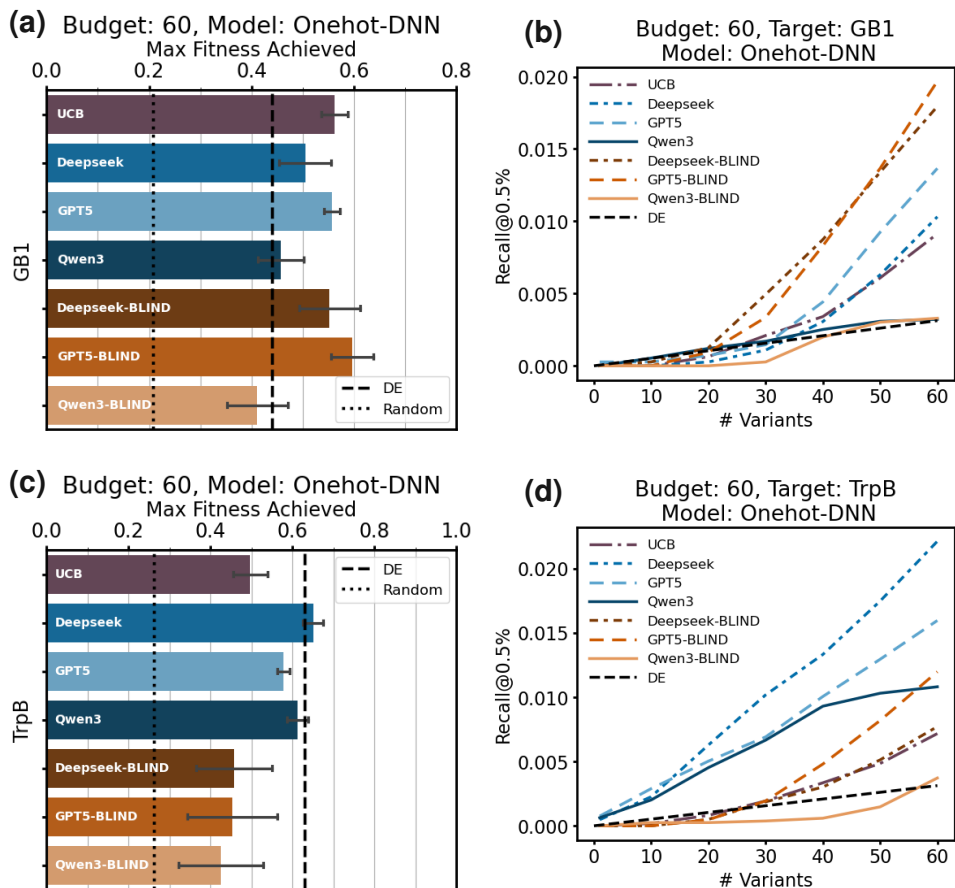 (a) Budget: 60, Model: Onehot-DNN
Max Fitness Achieved
0.0 0.2 0.4 0.6 0.8
GB1
UCB
Deepseek
GPT5
Qwen3
Deepseek-BLIND
GPT5-BLIND
Qwen3-BLIND
DE
Random
(b) Budget: 60, Target: GB1
Model: Onehot-DNN
Recall@0.5%
0.020
0.015
0.010
0.005
0.000
UCB
Deepseek
GPT5
Qwen3
Deepseek-BLIND
GPT5-BLIND
Qwen3-BLIND
DE
0 10 20 30 40 50 60
# Variants
(c) Budget: 60, Model: Onehot-DNN
Max Fitness Achieved
0.0 0.2 0.4 0.6 0.8 1.0
TrpB
UCB
Deepseek
GPT5
Qwen3
Deepseek-BLIND
GPT5-BLIND
Qwen3-BLIND
DE
Random
(d) Budget: 60, Target: TrpB
Model: Onehot-DNN
Recall@0.5%
0.020
0.015
0.010
0.005
0.000
UCB
Deepseek
GPT5
Qwen3
Deepseek-BLIND
GPT5-BLIND
Qwen3-BLIND
DE
0 10 20 30 40 50 60
# Variants